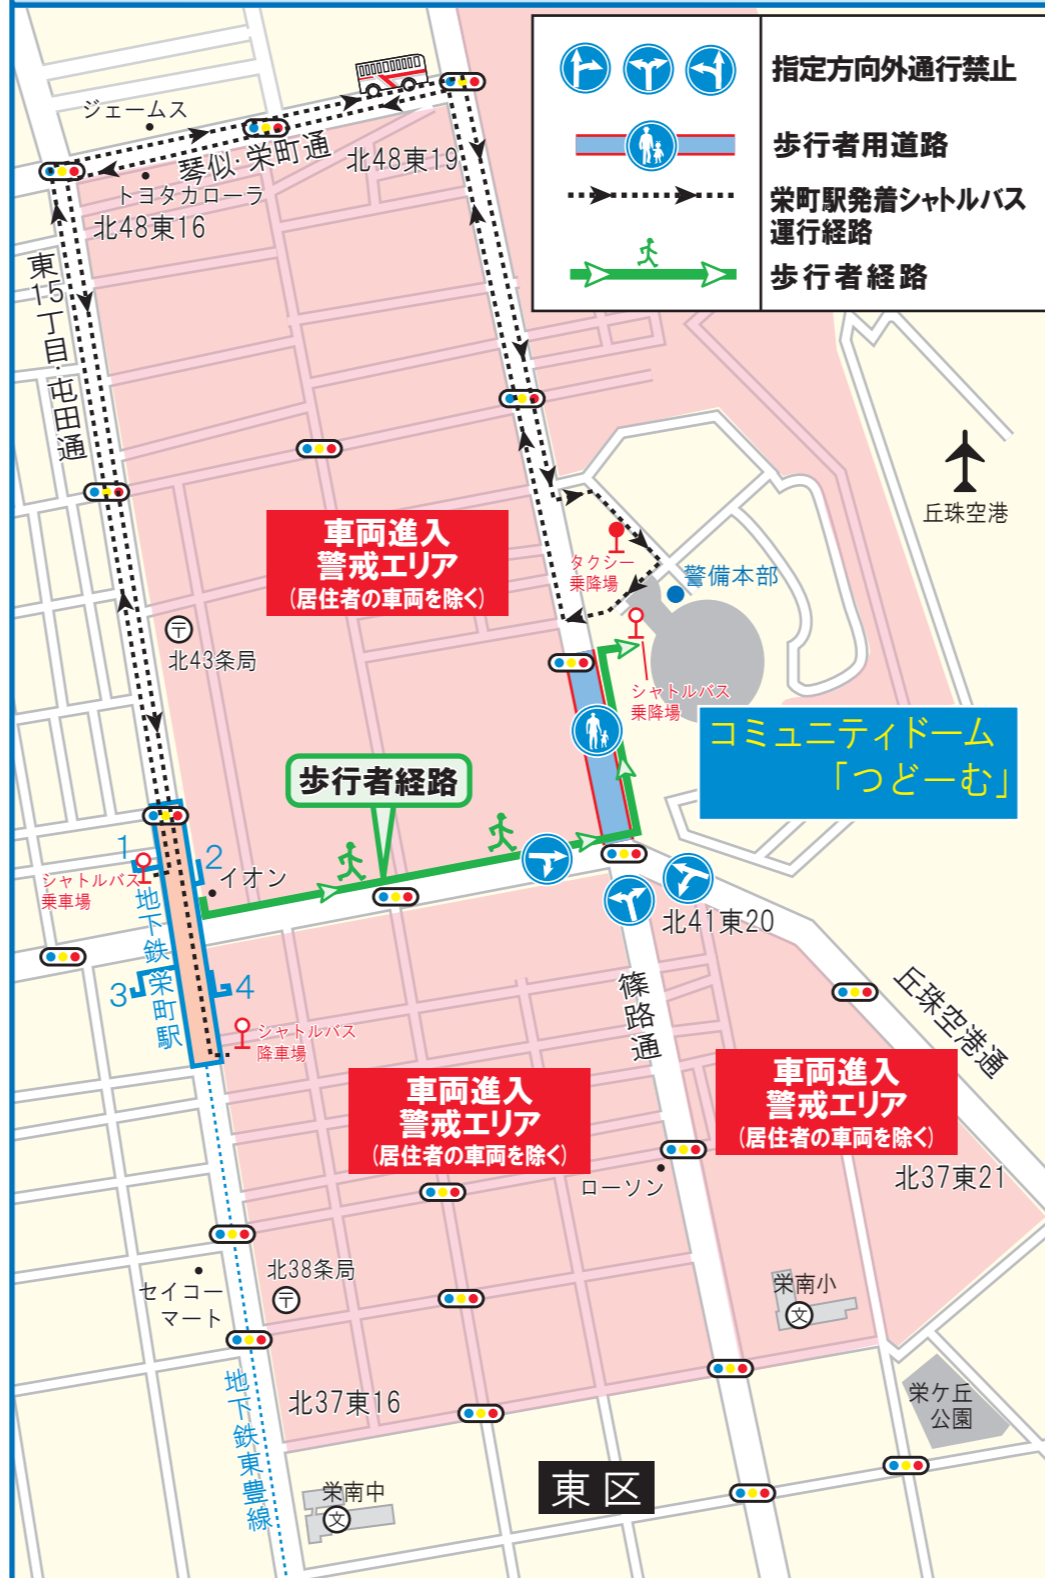 指定方向外通行禁止
歩行者用道路
栄町駅発着シャトルバス
運行経路
歩行者経路
ジェームス
琴似・栄町通
北48東19
トヨタカローラ
北48東16
東15丁目・屯田通
丘珠空港
車両進入
警戒エリア
(居住者の車両を除く)
タクシー
乗降場
警備本部
〒
北43条局
シャトルバス
乗降場
コミュニティドーム
「つどーむ」
歩行者経路
1
2
シャトルバス
乗車場
イオン
地下鉄栄町駅
3
4
北41東20
シャトルバス
降車場
篠路通
丘珠空港通
車両進入
警戒エリア
(居住者の車両を除く)
車両進入
警戒エリア
(居住者の車両を除く)
ローソン
北37東21
セイコー
マート
北38条局
〒
栄南小
文
地下鉄東豊線
北37東16
栄ケ丘
公園
東区
栄南中
文